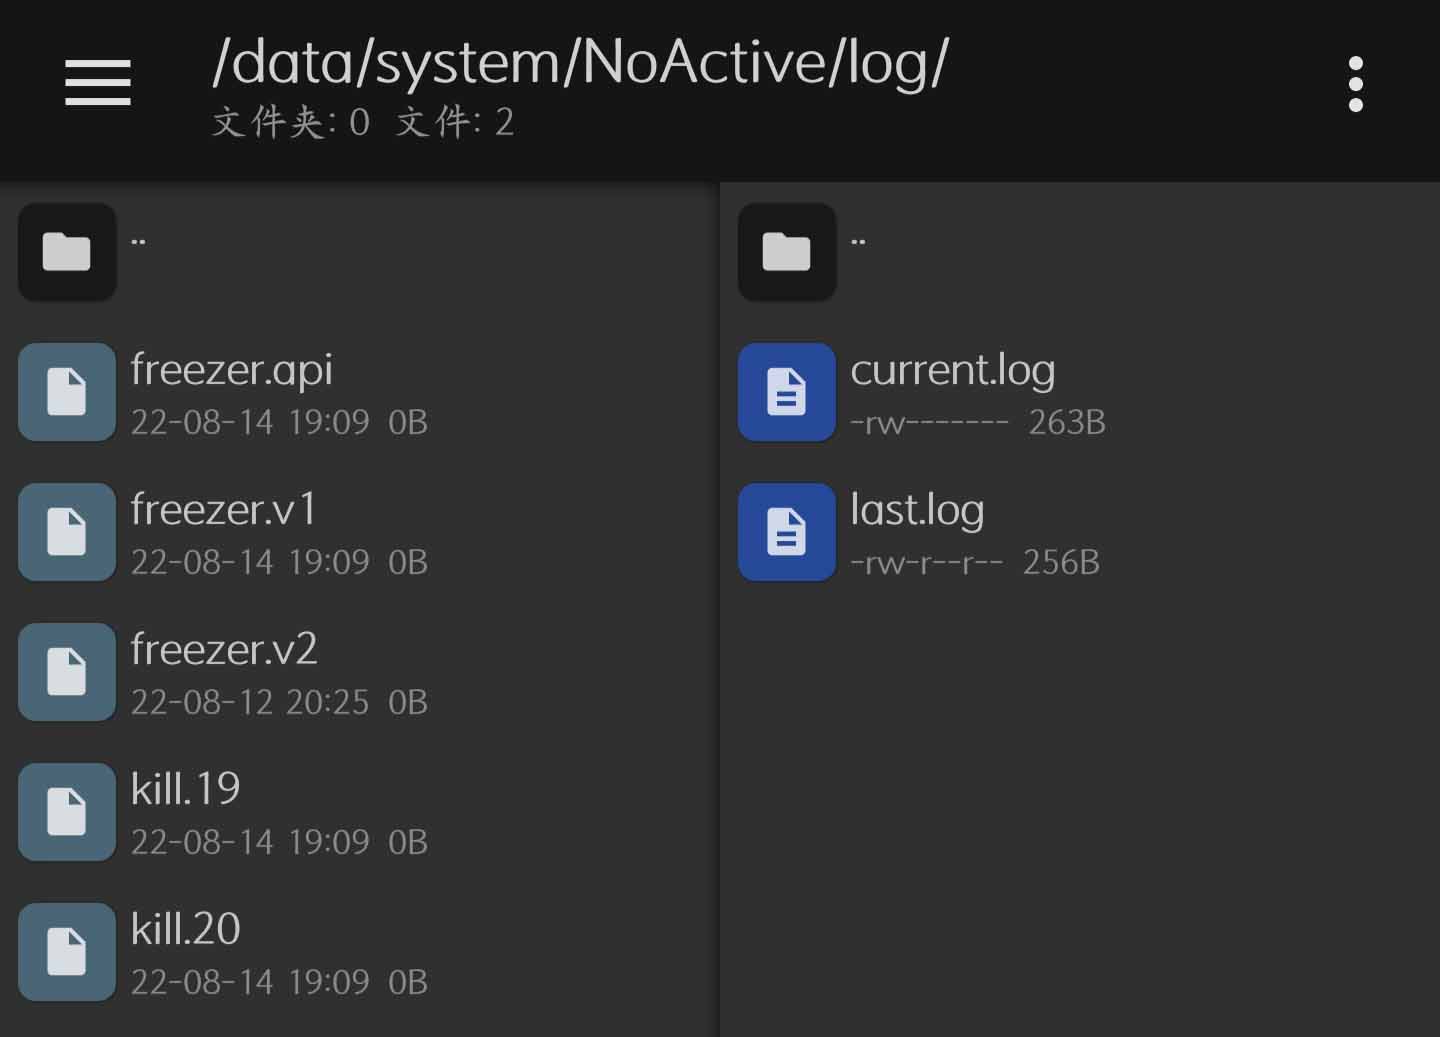 /data/system/NoActive/log/
文件夹: 0 文件: 2
..
freezer.api
22-08-14 19:09 0B
freezer.v1
22-08-14 19:09 0B
freezer.v2
22-08-12 20:25 0B
kill.19
22-08-14 19:09 0B
kill.20
22-08-14 19:09 0B
..
current.log
-rw------- 263B
last.log
-rw-r--r-- 256B